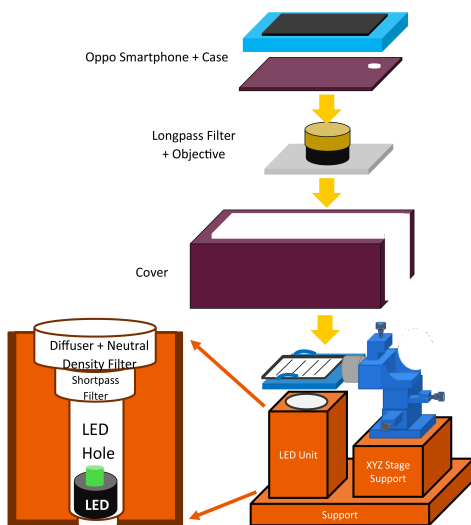 Oppo Smartphone + Case
Longpass Filter
+ Objective
Cover
Diffuser + Neutral
Density Filter
Shortpass
Filter
LED
Hole
LED
LED Unit
XYZ Stage
Support
Support